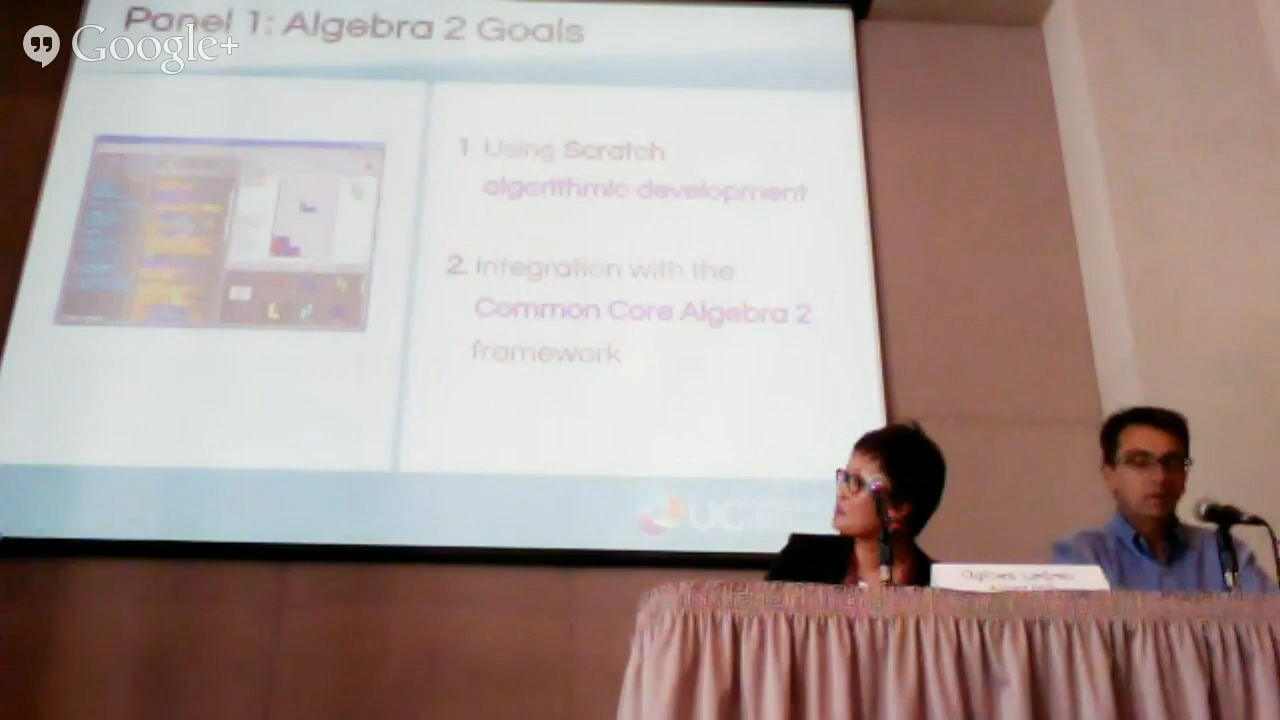 Google+
Panel 1: Algebra 2 Goals
1 Using Scratch
algorithmic development
2. Integration with the
Common Core Algebra 2
framework
UC